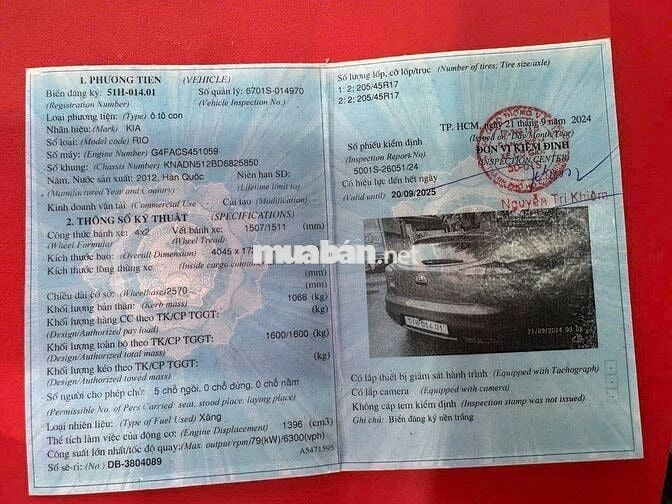 1. PHƯƠNG TIỆN (VEHICLE)
Biển đăng ký: 51H-014.01 Số quản lý: 6701S-014970
(Registration Number) (Vehicle Inspection No.)
Loại phương tiện: (Type) ô tô con
Nhãn hiệu: (Mark) KIA
Số loại: (Model code) RIO
Số máy: (Engine Number) G4FACS451059
Số khung: (Chassis Number) KNADN512BD6825850
Năm, Nước sản xuất: 2012, Hàn Quốc Niên hạn SD:
(Manufactured Year and Country) (Lifetime limit to)
Kinh doanh vận tải (Commercial Use Cải tạo (Modification)
2. THÔNG SỐ KỸ THUẬT (SPECIFICATIONS)
Công thức bánh xe: 4x2 Vết bánh xe: 1507/1511 (mm)
(Wheel Formula) (Wheel Tread)
Kích thước bao: (Overall Dimension) 4045 x (mm)
Kích thước lòng thùng xe (Inside cargo
(mm)
Chiều dài cơ sở: (Wheelbase) 2570 (mm)
Khối lượng bản thân: (Kerb mass) 1068 (kg)
Khối lượng hàng CC theo TK/CP TGGT: (kg)
(Design/Authorized pay load)
Khối lượng toàn bộ theo TK/CP TGGT: 1600/1600 (kg)
(Design/Authorized total mass)
Khối lượng kéo theo TK/CP TGGT: (kg)
(Design/Authorized towed mass)
Số người cho phép chở: 5 chỗ ngồi, 0 chỗ đứng, 0 chỗ nằm
(Permissible No. of Pers Carried: seat, stood place, laying place)
Loại nhiên liệu: (Type of Fuel Used) Xăng
Thể tích làm việc của động cơ: (Engine Displacement) 1396 (cm3)
Công suất lớn nhất/tốc độ quay: (Max. output/rpm) 79(kW)/6300(vph)
A5471595
Số sê-ri: (No.) DB-3804089
Số lượng lốp, cỡ lốp/trục (Number of tires; Tire size/axle)
1: 2; 205/45R17
2: 2; 205/45R17
TP. HCM, ngày 21 tháng 9 năm 2024
(Issued on: Day/Month/Year)
Số phiếu kiểm định ĐƠN VỊ KIỂM ĐỊNH
(Inspection Report No) (INSPECTION CENTER)
5001S-26051/24
Có hiệu lực đến hết ngày
(Valid until) 20/09/2025
Nguyễn Tri Khiêm
muabán.net
51H 014.01
21/09/2024
Có lắp thiết bị giám sát hành trình (Equipped with Tachograph)
Có lắp camera (Equipped with camera)
Không cấp tem kiểm định (Inspection stamp was not issued)
Ghi chú: Biển đăng ký nền trắng